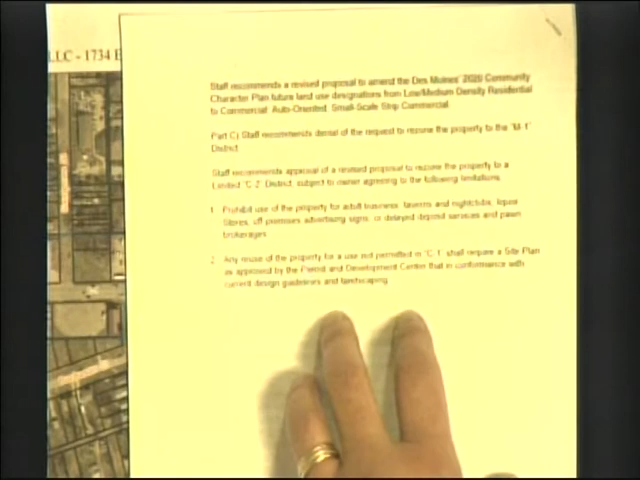 LLC - 1734 E
Staff recommends a revised proposal to amend the Des Moines' 2020 Community
Character Plan future land use designations from Low/Medium Density Residential
to Commercial: Auto-Oriented, Small-Scale Strip Commercial.
Part C) Staff recommends denial of the request to rezone the property to the "M-1"
District.
Staff recommends approval of a revised proposal to rezone the property to a
Limited "C-2" District, subject to owner agreeing to the following limitations.
1. Prohibit use of the property for adult business, taverns and nightclubs, liquor
stores, off premises advertising signs, or delayed deposit services and pawn
brokerages.
2. Any reuse of the property for a use not permitted in "C-1" shall require a Site Plan
as approved by the Permit and Development Center that in conformance with
current design guidelines and landscaping.